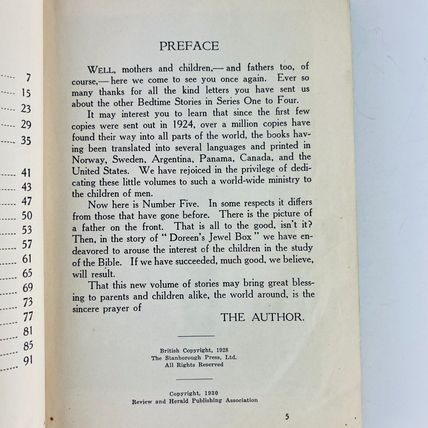 7
15
23
29
35
41
43
47
50
53
57
61
65
69
73
77
81
85
91
PREFACE
WELL, mothers and children,— and fathers too, of
course,— here we come to see you once again. Ever so
many thanks for all the kind letters you have sent us
about the other Bedtime Stories in Series One to Four.
It may interest you to learn that since the first few
copies were sent out in 1924, over a million copies have
found their way into all parts of the world, the books hav-
ing been translated into several languages and printed in
Norway, Sweden, Argentina, Panama, Canada, and the
United States. We have rejoiced in the privilege of dedi-
cating these little volumes to such a world-wide ministry to
the children of men.
Now here is Number Five. In some respects it differs
from those that have gone before. There is the picture of
a father on the front. That is all to the good, isn't it?
Then, in the story of "Doreen's Jewel Box" we have en-
deavored to arouse the interest of the children in the study
of the Bible. If we have succeeded, much good, we believe,
will result.
That this new volume of stories may bring great bless-
ing to parents and children alike, the world around, is the
sincere prayer of
THE AUTHOR.
British Copyright, 1928
The Stanborough Press, Ltd.
All Rights Reserved
Copyright, 1930
Review and Herald Publishing Association
5